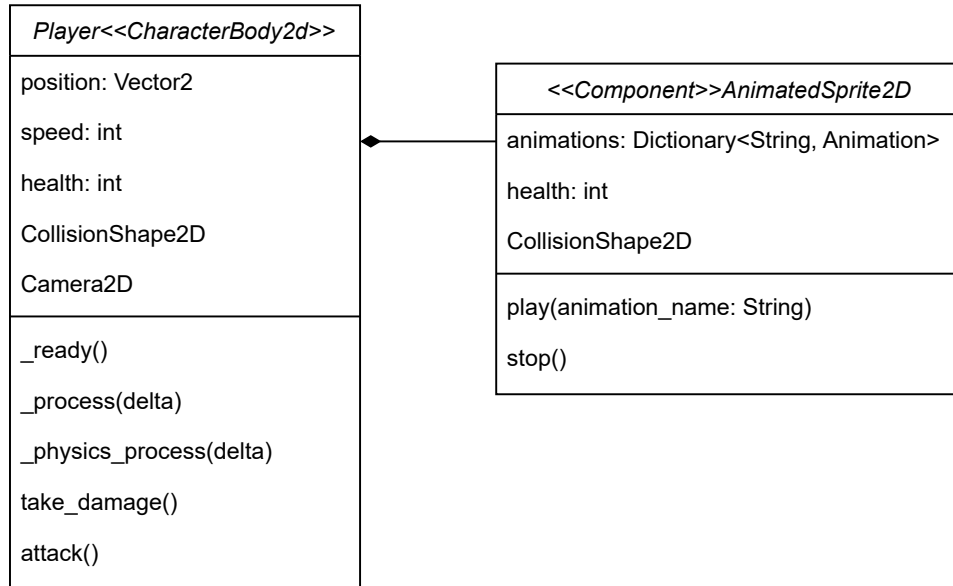 Player<<CharacterBody2d>>
position: Vector2
speed: int
health: int
CollisionShape2D
Camera2D
_ready()
_process(delta)
_physics_process(delta)
take_damage()
attack()
<<Component>>AnimatedSprite2D
animations: Dictionary<String, Animation>
health: int
CollisionShape2D
play(animation_name: String)
stop()